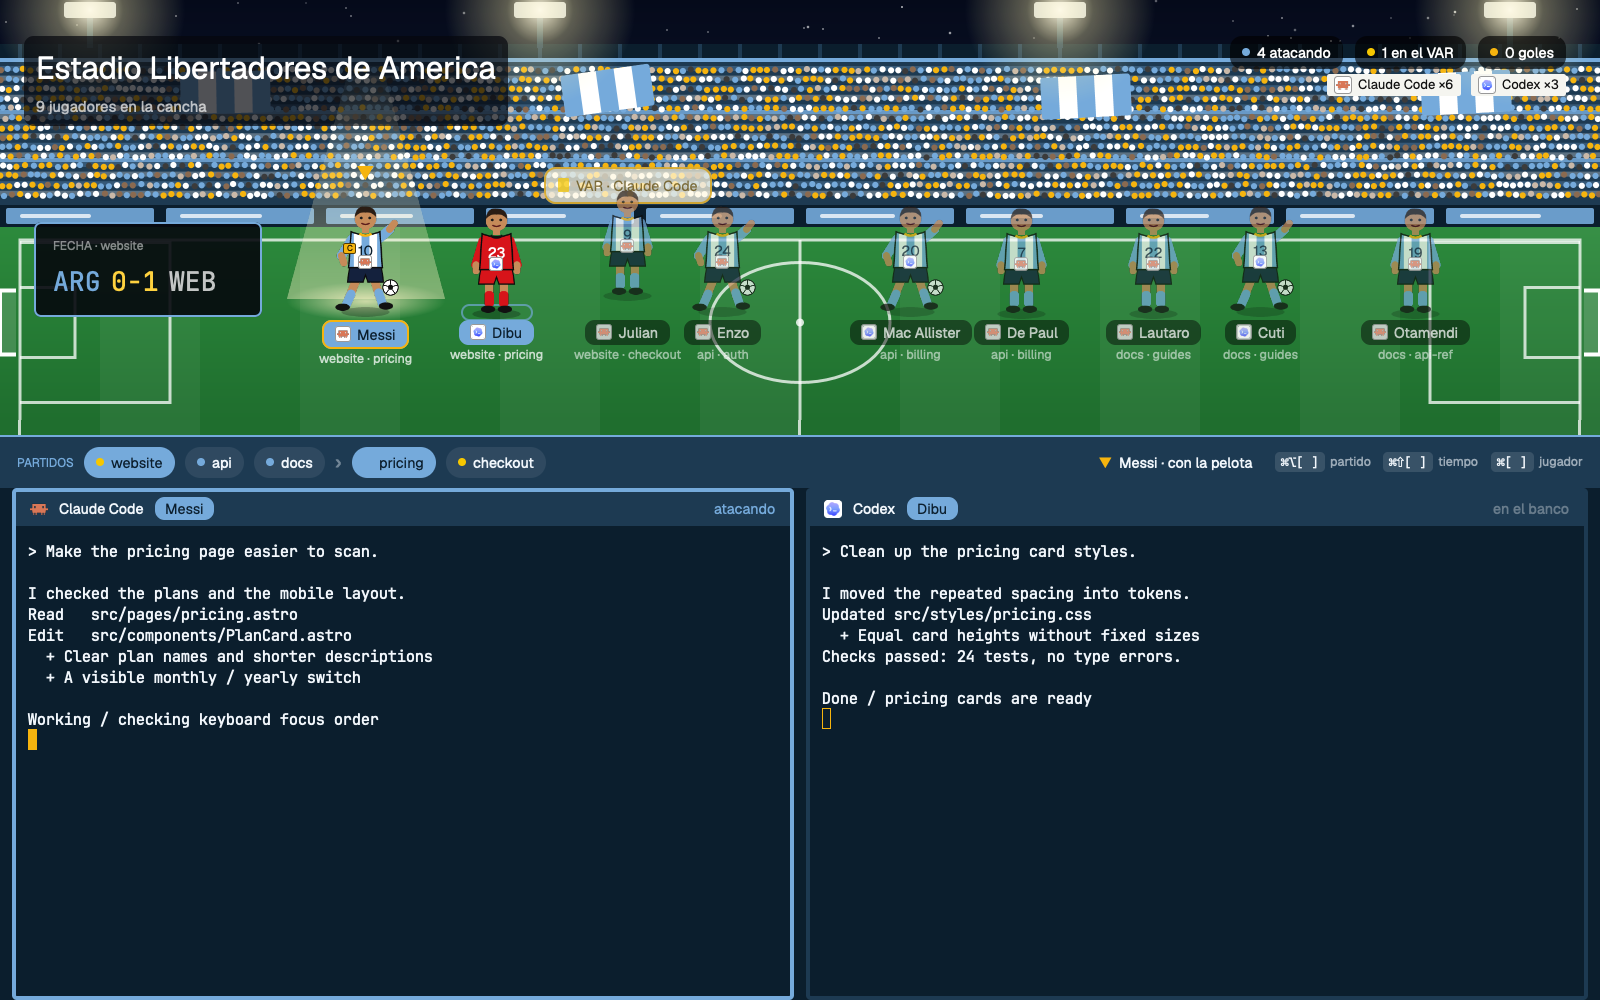 Estadio Libertadores de America
9 jugadores en la cancha
4 atacando
1 en el VAR
0 goles
Claude Code ×6
Codex ×3
VAR · Claude Code
FECHA · website
ARG 0-1 WEB
C
10
23
9
24
20
7
22
13
19
Messi
website · pricing
Dibu
website · pricing
Julian
website · checkout
Enzo
api · auth
Mac Allister
api · billing
De Paul
api · billing
Lautaro
docs · guides
Cuti
docs · guides
Otamendi
docs · api-ref
PARTIDOS
website
api
docs
›
pricing
checkout
Messi · con la pelota
⌘⌥[ ] partido
⌘⇧[ ] tiempo
⌘[ ] jugador
Claude Code
Messi
atacando
> Make the pricing page easier to scan.
I checked the plans and the mobile layout.
Read src/pages/pricing.astro
Edit src/components/PlanCard.astro
+ Clear plan names and shorter descriptions
+ A visible monthly / yearly switch
Working / checking keyboard focus order
Codex
Dibu
en el banco
> Clean up the pricing card styles.
I moved the repeated spacing into tokens.
Updated src/styles/pricing.css
+ Equal card heights without fixed sizes
Checks passed: 24 tests, no type errors.
Done / pricing cards are ready